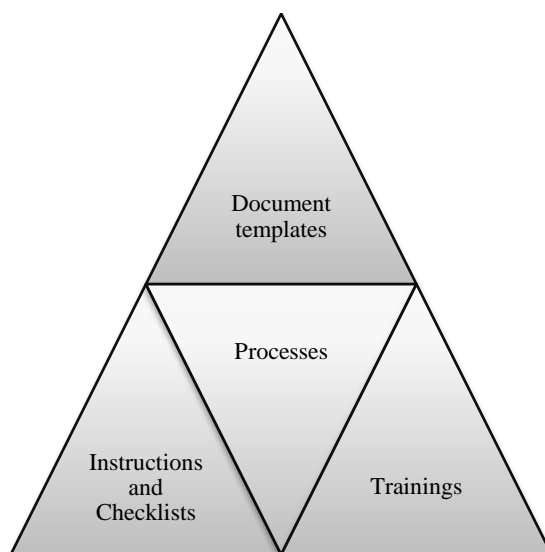 Document
templates
Processes
Instructions
and
Checklists
Trainings